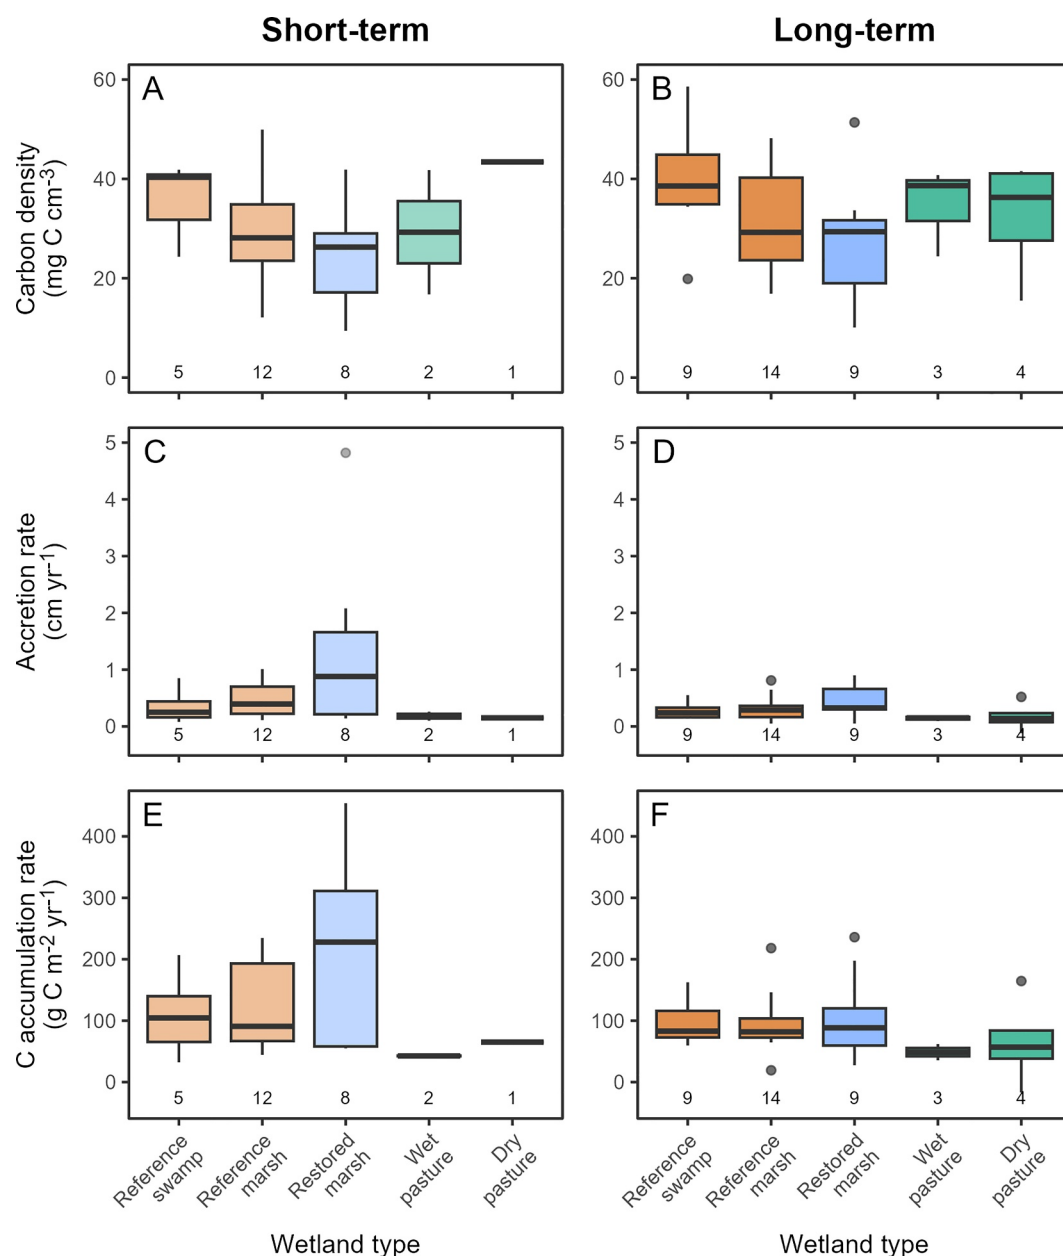 Short-term
Long-term
Carbon density
(mg C cm-3)
60
40
20
0
A
5
12
8
2
1
60
40
20
0
B
9
14
9
3
4
Accretion rate
(cm yr-1)
5
4
3
2
1
0
C
5
12
8
2
1
5
4
3
2
1
0
D
9
14
9
3
4
C accumulation rate
(g C m-2 yr-1)
400
300
200
100
0
E
5
12
8
2
1
400
300
200
100
0
F
9
14
9
3
4
Reference
swamp
Reference
marsh
Restored
marsh
Wet
pasture
Dry
pasture
Reference
swamp
Reference
marsh
Restored
marsh
Wet
pasture
Dry
pasture
Wetland type
Wetland type